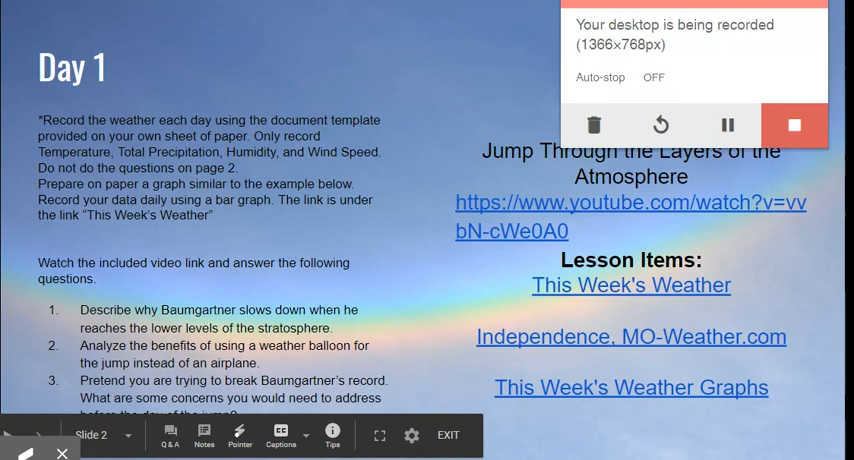 Your desktop is being recorded
(1366×768px)
Auto-stop OFF
Day 1
*Record the weather each day using the document template
provided on your own sheet of paper. Only record
Temperature, Total Precipitation, Humidity, and Wind Speed.
Do not do the questions on page 2.
Prepare on paper a graph similar to the example below.
Record your data daily using a bar graph. The link is under
the link “This Week’s Weather”
Watch the included video link and answer the following
questions.
1. Describe why Baumgartner slows down when he
reaches the lower levels of the stratosphere.
2. Analyze the benefits of using a weather balloon for
the jump instead of an airplane.
3. Pretend you are trying to break Baumgartner’s record.
What are some concerns you would need to address
before the day of the jump?
Jump Through the Layers of the
Atmosphere
https://www.youtube.com/watch?v=vv
bN-cWe0A0
Lesson Items:
This Week's Weather
Independence, MO-Weather.com
This Week's Weather Graphs
Slide 2
Q & A
Notes
Pointer
Captions
Tips
EXIT